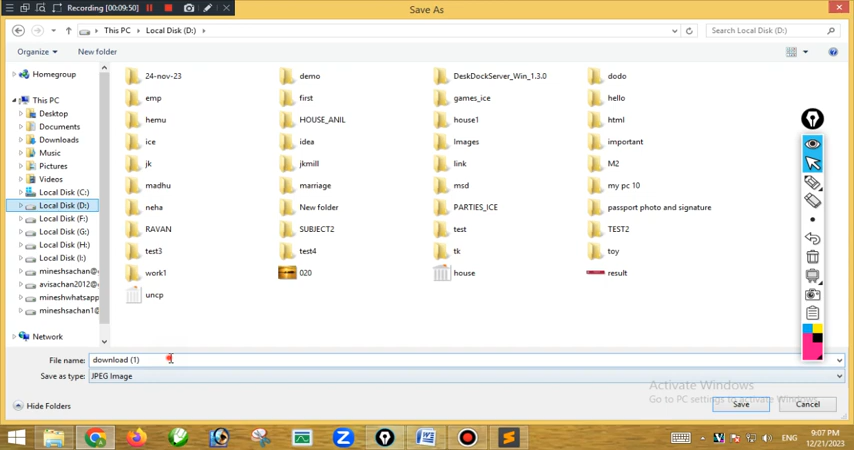 Recording [00:09:50]
Save As
This PC Local Disk (D:)
Search Local Disk (D:)
Organize New folder
Homegroup
This PC
Desktop
Documents
Downloads
Music
Pictures
Videos
Local Disk (C:)
Local Disk (D:)
Local Disk (F:)
Local Disk (G:)
Local Disk (H:)
Local Disk (I:)
mineshsachan@
avisachan2012@
mineshwhatsapp
mineshsachan1@
Network
24-nov-23 demo DeskDockServer_Win_1.3.0 dodo
emp first games_ice hello
hemu HOUSE_ANIL house1 html
ice idea Images important
jk jkmill link M2
madhu marriage msd my pc 10
neha New folder PARTIES_ICE passport photo and signature
RAVAN SUBJECT2 test TEST2
test3 test4 tk toy
work1 020 house result
uncp
File name: download (1)
Save as type: JPEG Image
Activate Windows
Go to PC settings to activate Windows.
Hide Folders Save Cancel
ENG 9:07 PM
12/21/2023